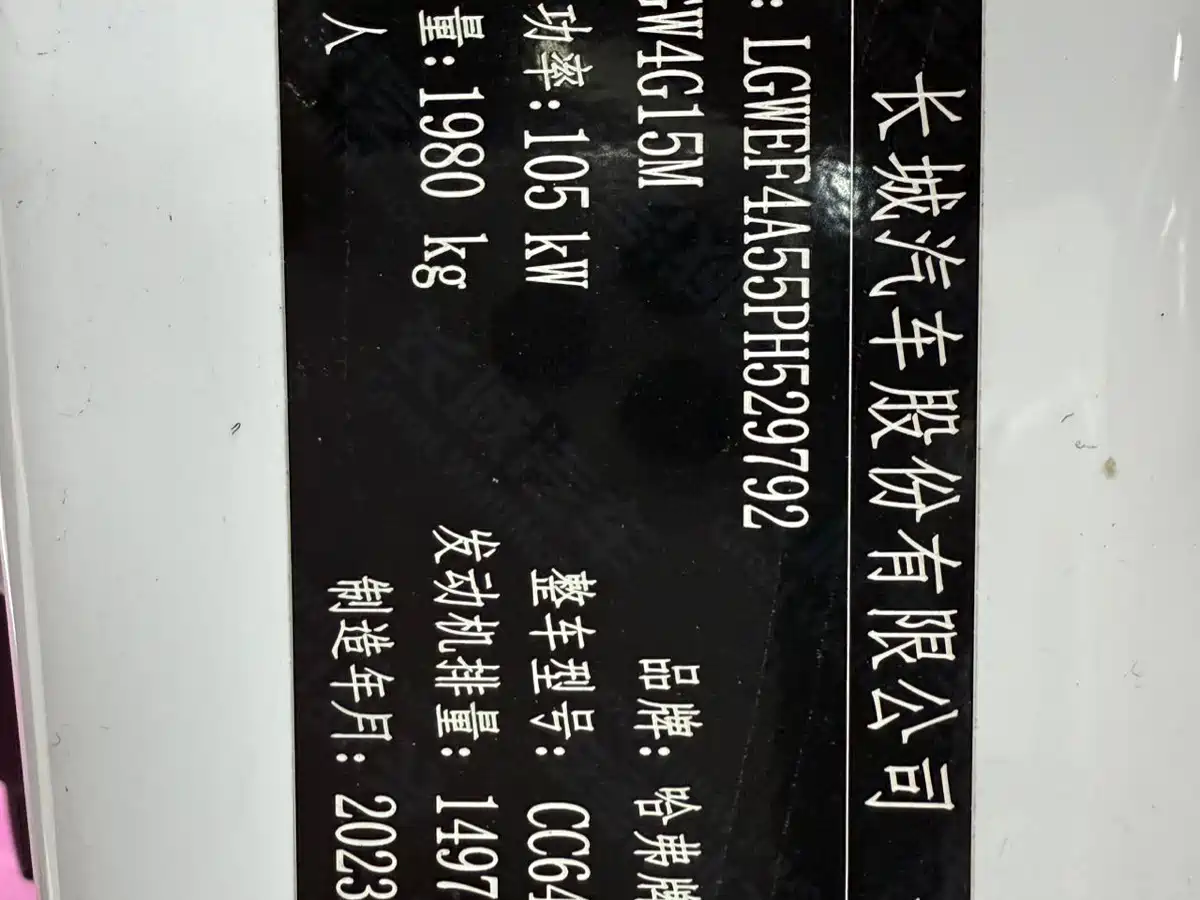 长城汽车股份有限公司
: LGWEF4A55PH529792
GW4G15M 品牌: 哈弗牌
功率:105 kW 整车型号: CC64
量:1980 kg 发动机排量: 1497
人 制造年月: 2023